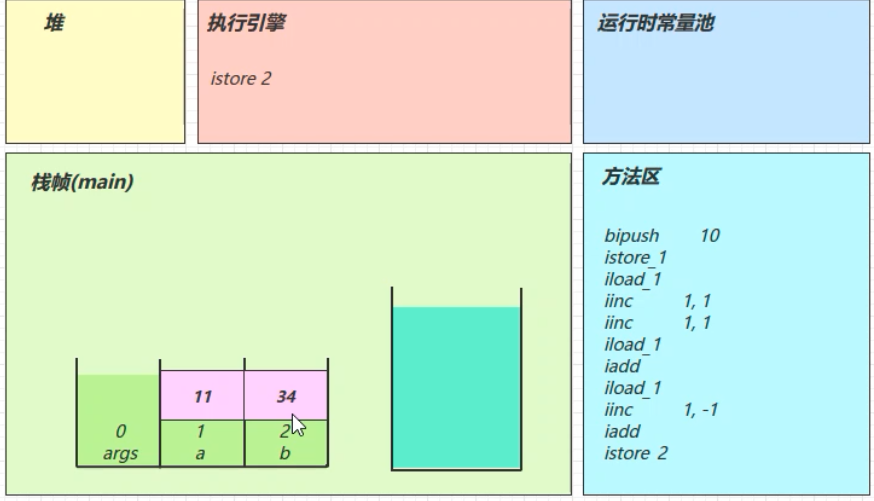 堆
执行引擎
istore 2
运行时常量池
栈帧(main)
11 34
0 1 2
args a b
方法区
bipush 10
istore_1
iload_1
iinc 1, 1
iinc 1, 1
iload_1
iadd
iload_1
iinc 1, -1
iadd
istore 2